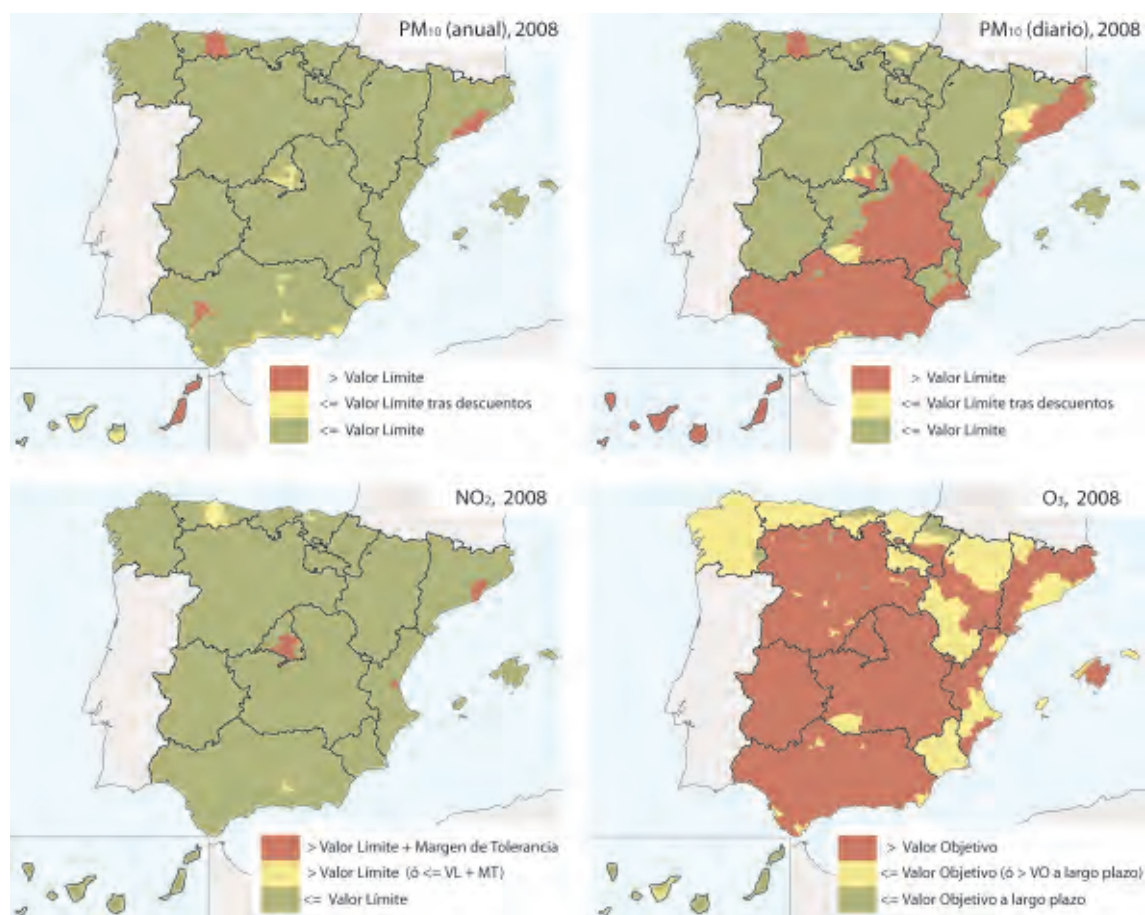 PM10 (anual), 2008
> Valor Límite
<= Valor Límite tras descuentos
<= Valor Límite
PM10 (diario), 2008
> Valor Límite
<= Valor Límite tras descuentos
<= Valor Límite
NO2, 2008
> Valor Límite + Margen de Tolerancia
> Valor Límite (ó <= VL + MT)
<= Valor Límite
O3, 2008
> Valor Objetivo
<= Valor Objetivo (ó > VO a largo plazo)
<= Valor Objetivo a largo plazo